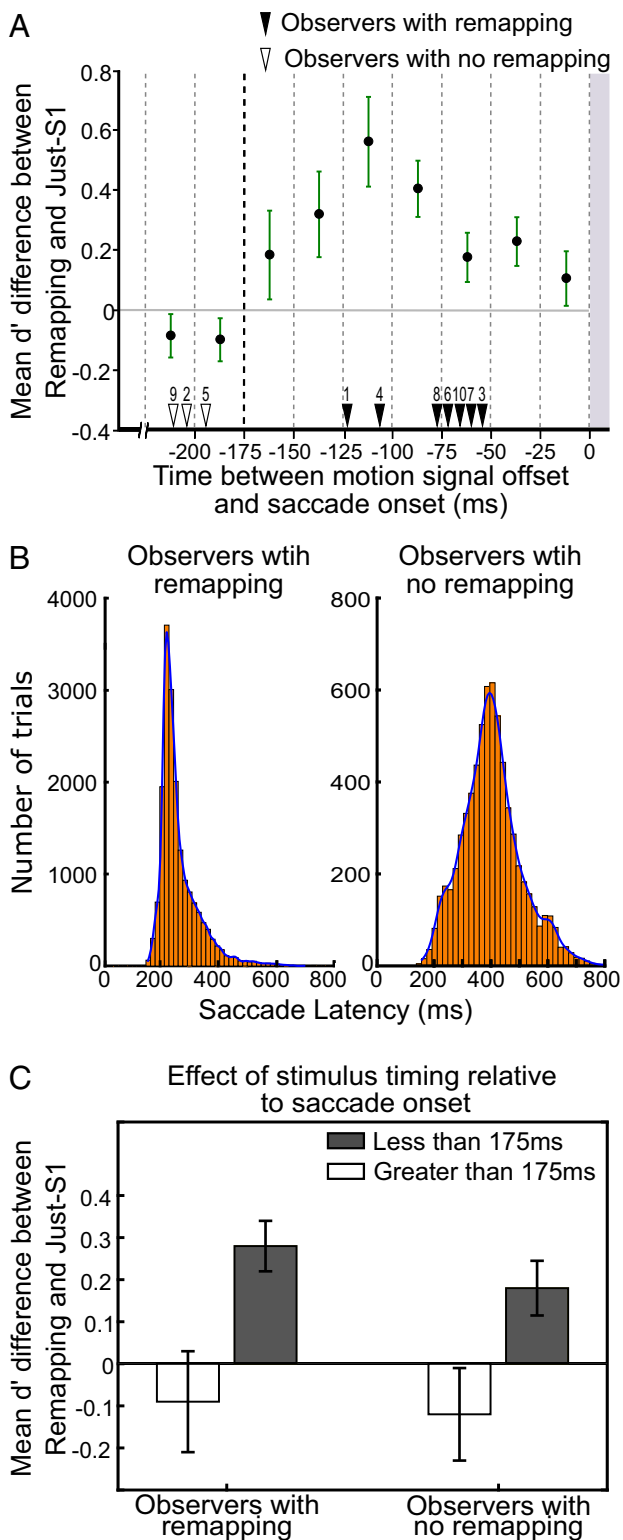 A
Observers with remapping
Observers with no remapping
Mean d' difference between
Remapping and Just-S1
0.8
0.6
0.4
0.2
0
-0.2
-0.4
9 2 5 1 4 8 6 10 7 3
-200 -175 -150 -125 -100 -75 -50 -25 0
Time between motion signal offset
and saccade onset (ms)
B
Observers wtih
remapping
Observers wtih
no remapping
Number of trials
4000
3000
2000
1000
0
0 200 400 600 800
800
600
400
200
0
0 200 400 600 800
Saccade Latency (ms)
C
Effect of stimulus timing relative
to saccade onset
Less than 175ms
Greater than 175ms
Mean d' difference between
Remapping and Just-S1
0.4
0.3
0.2
0.1
0
-0.1
-0.2
Observers with
remapping
Observers with
no remapping